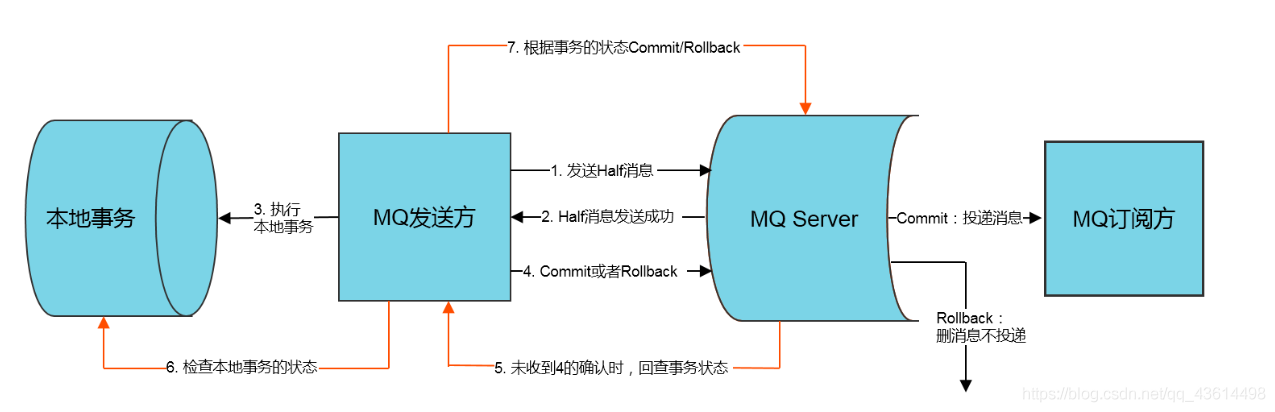 7. 根据事务的状态Commit/Rollback
本地事务
3. 执行
本地事务
MQ发送方
1. 发送Half消息
2. Half消息发送成功
4. Commit或者Rollback
MQ Server
Commit：投递消息
MQ订阅方
Rollback：
删消息不投递
6. 检查本地事务的状态
5. 未收到4的确认时，回查事务状态
https://blog.csdn.net/qq_43614498